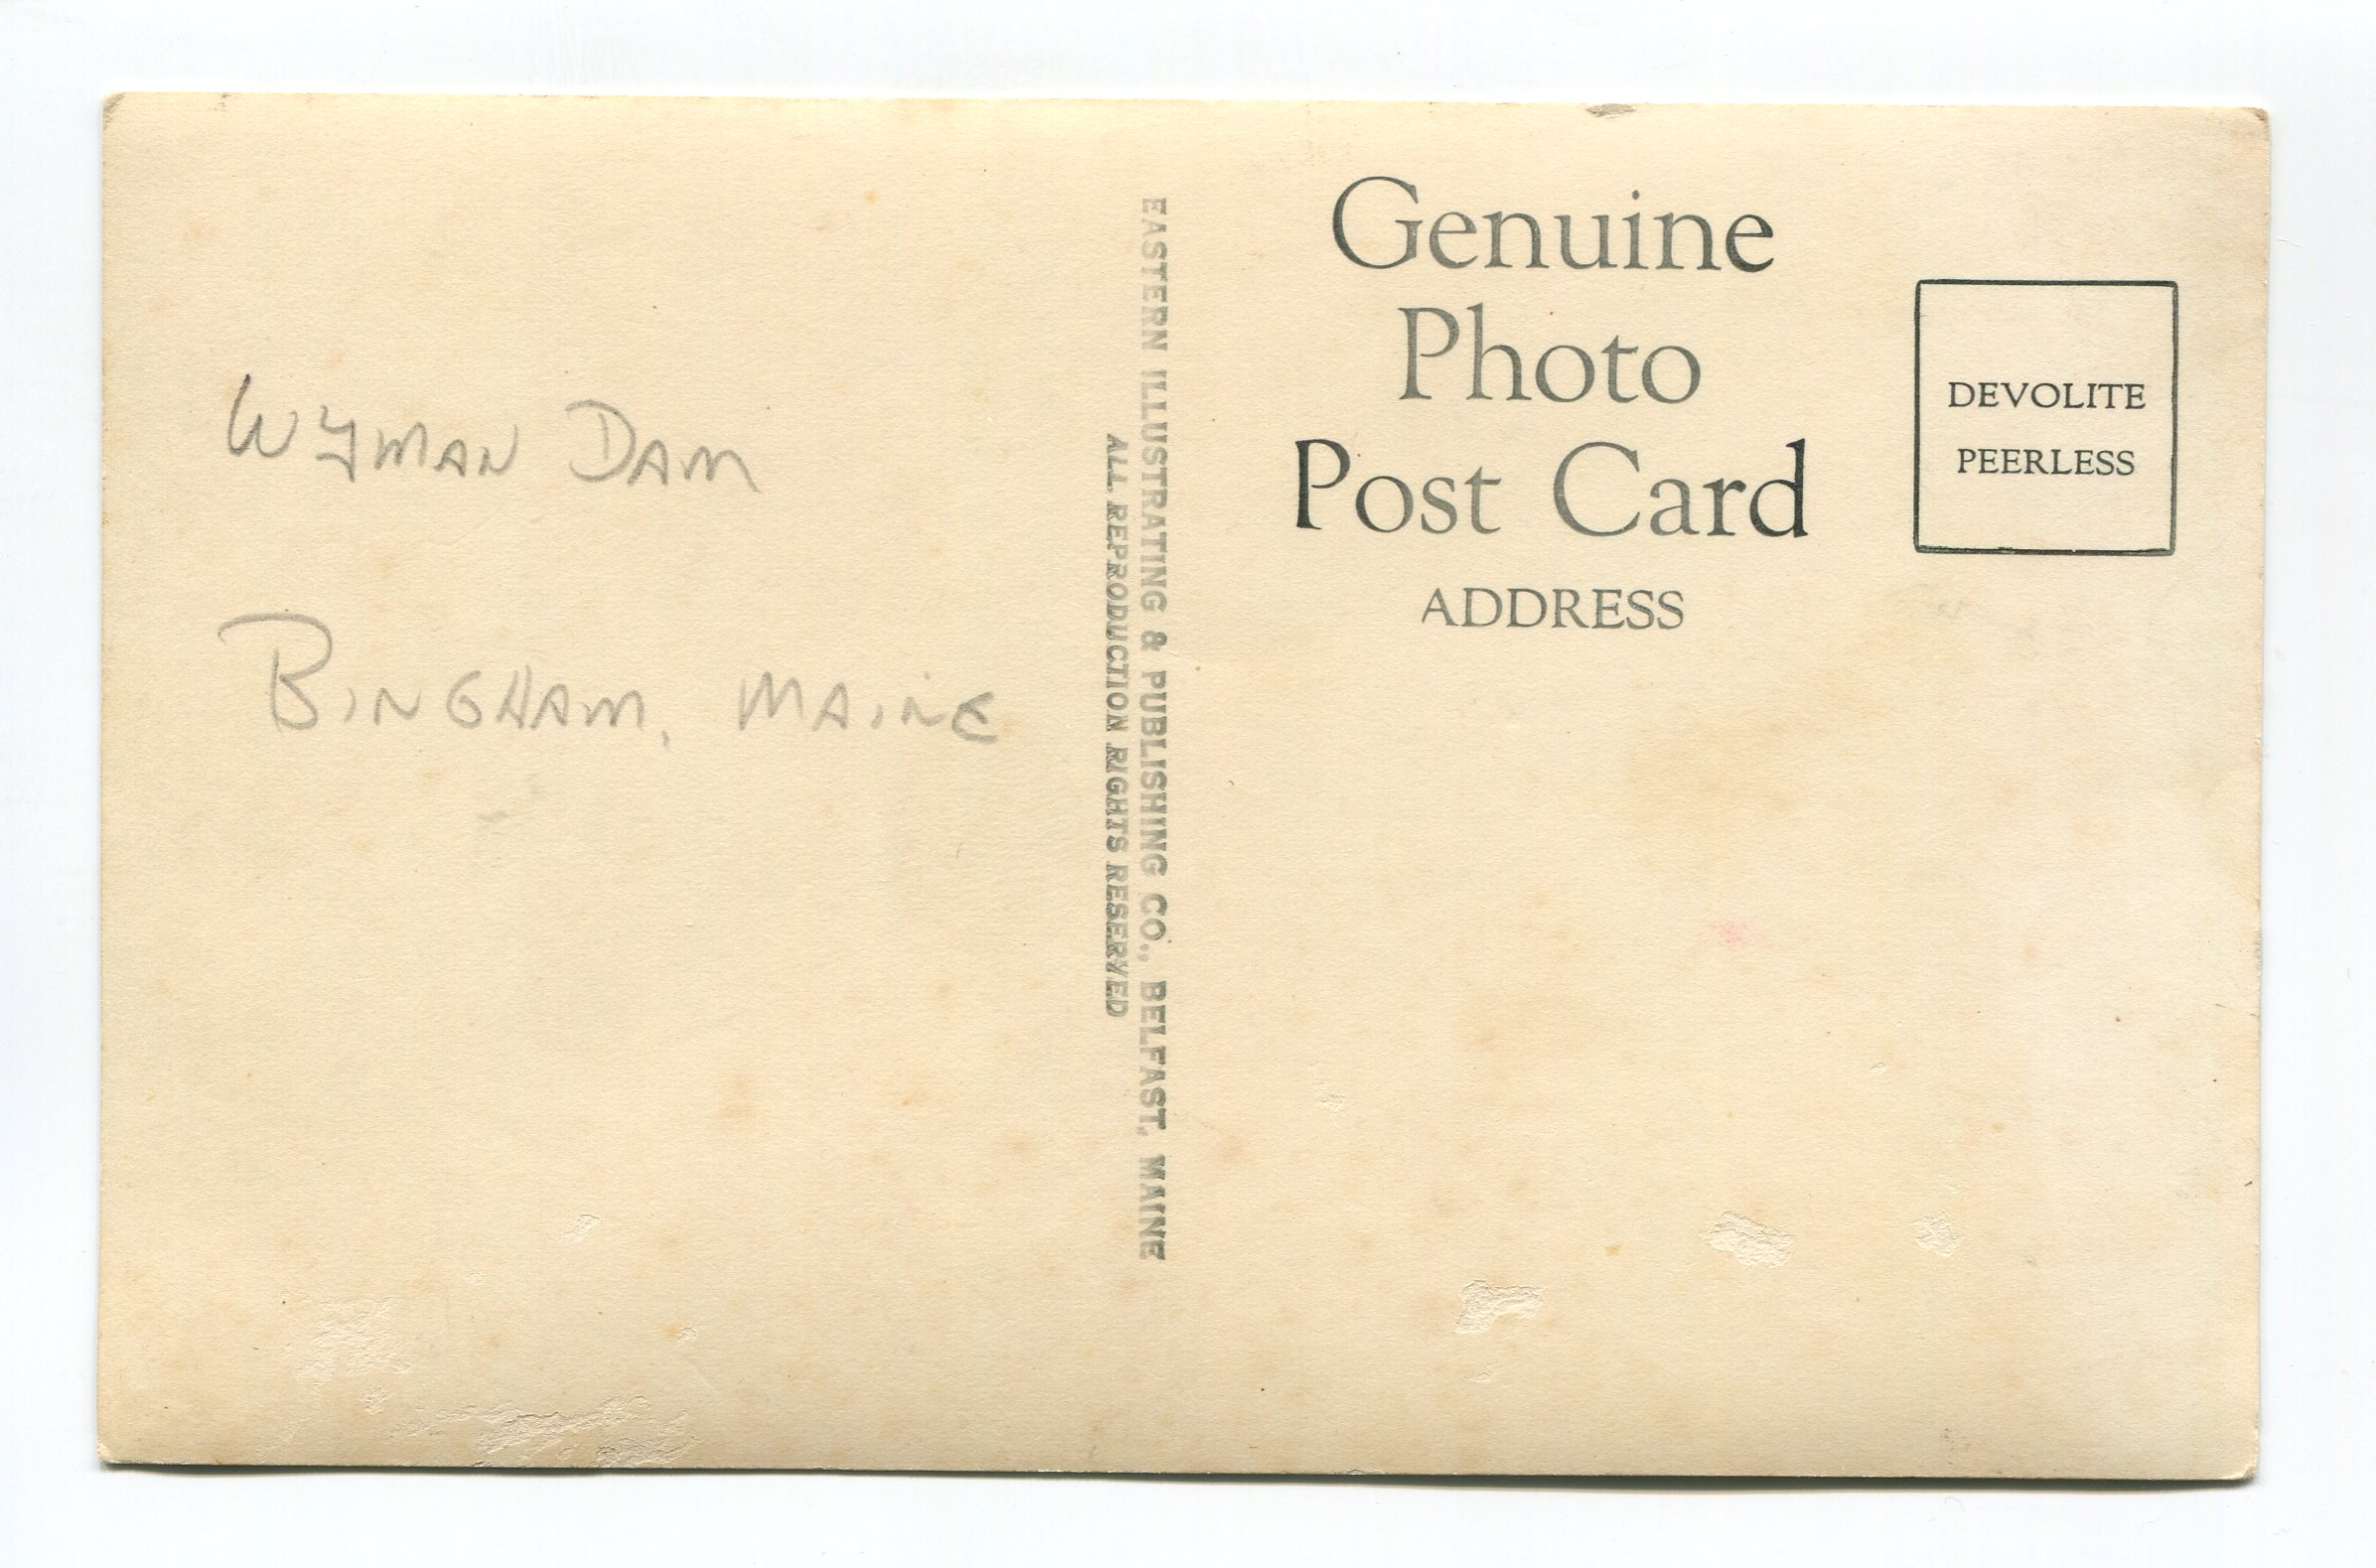 Wyman Dam
Bingham, Maine
EASTERN ILLUSTRATING & PUBLISHING CO., BELFAST, MAINE
ALL REPRODUCTION RIGHTS RESERVED
Genuine
Photo
Post Card
ADDRESS
DEVOLITE
PEERLESS